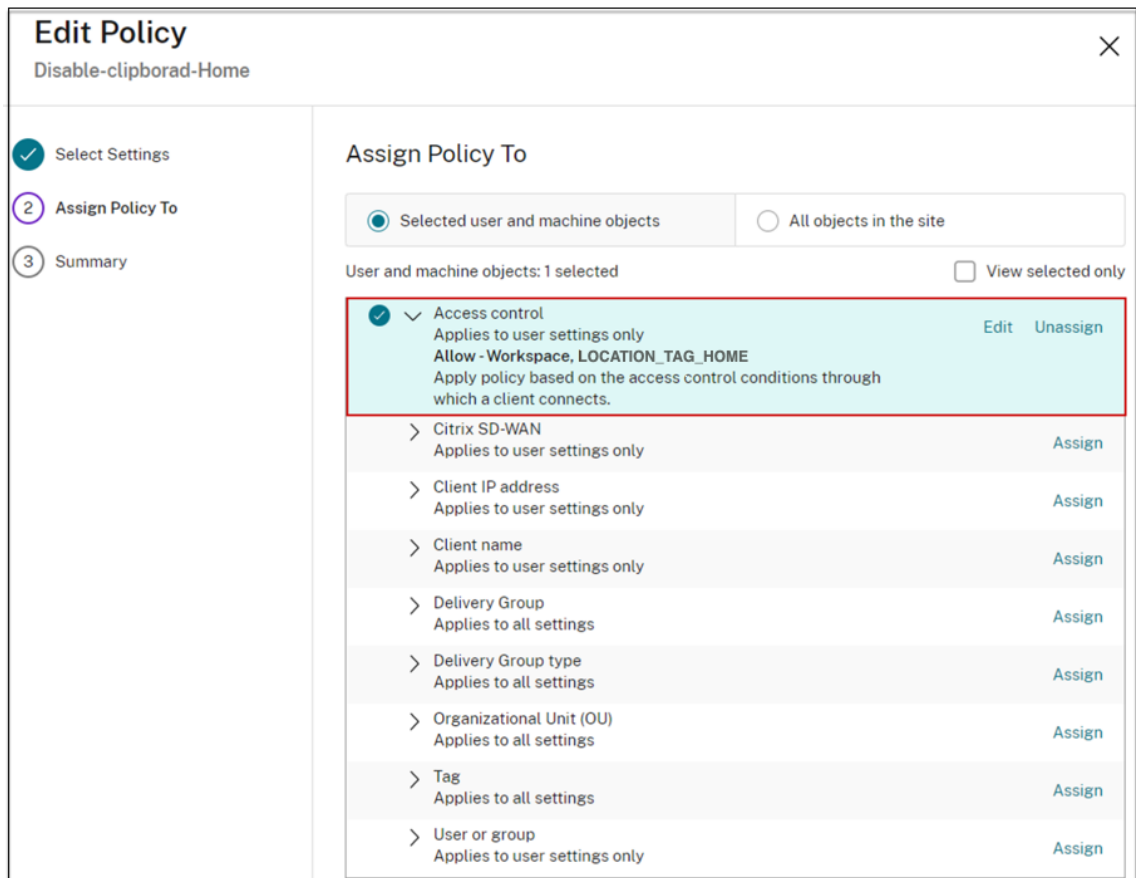 Edit Policy
Disable-clipborad-Home
Select Settings
2 Assign Policy To
3 Summary
Assign Policy To
Selected user and machine objects
All objects in the site
User and machine objects: 1 selected
View selected only
Access control
Applies to user settings only
Allow - Workspace, LOCATION_TAG_HOME
Apply policy based on the access control conditions through
which a client connects.
Edit Unassign
Citrix SD-WAN
Applies to user settings only
Assign
Client IP address
Applies to user settings only
Assign
Client name
Applies to user settings only
Assign
Delivery Group
Applies to all settings
Assign
Delivery Group type
Applies to all settings
Assign
Organizational Unit (OU)
Applies to all settings
Assign
Tag
Applies to all settings
Assign
User or group
Applies to user settings only
Assign